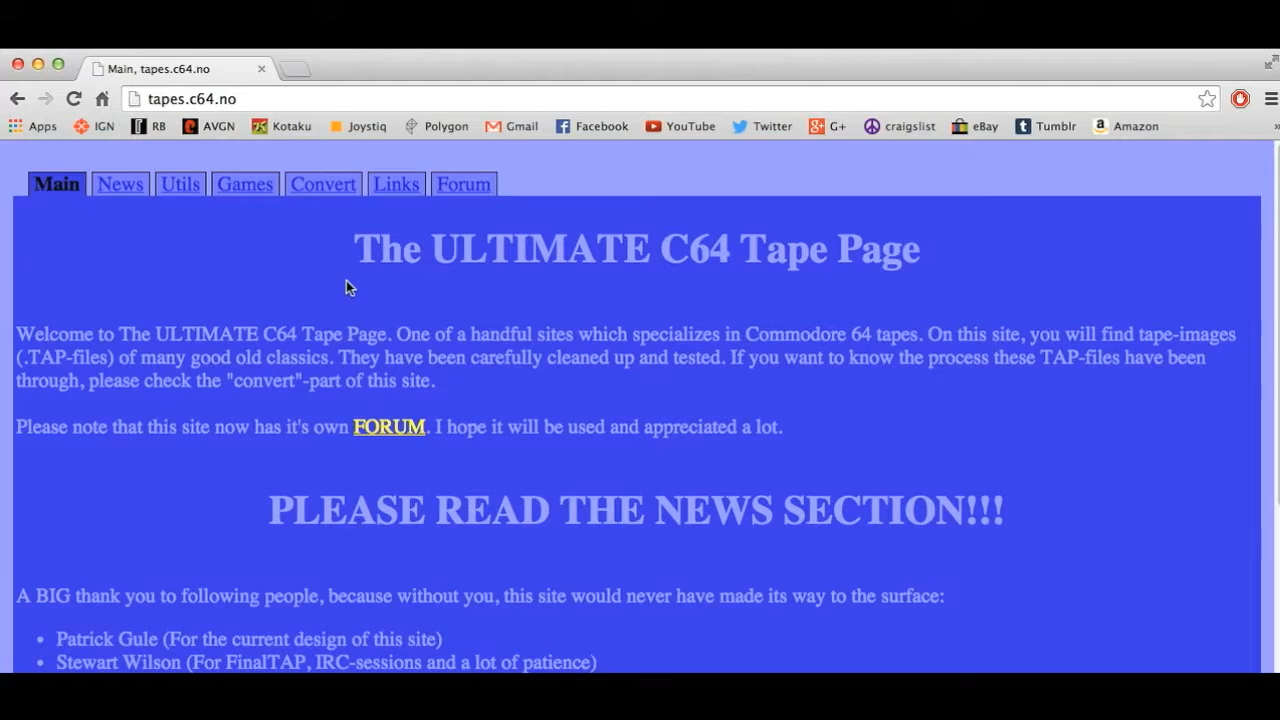 Main, tapes.c64.no
tapes.c64.no
Apps IGN RB AVGN Kotaku Joystiq Polygon Gmail Facebook YouTube Twitter G+ craigslist eBay Tumblr Amazon »
Main News Utils Games Convert Links Forum
The ULTIMATE C64 Tape Page
Welcome to The ULTIMATE C64 Tape Page. One of a handful sites which specializes in Commodore 64 tapes. On this site, you will find tape-images
(.TAP-files) of many good old classics. They have been carefully cleaned up and tested. If you want to know the process these TAP-files have been
through, please check the "convert"-part of this site.
Please note that this site now has it's own FORUM. I hope it will be used and appreciated a lot.
PLEASE READ THE NEWS SECTION!!!
A BIG thank you to following people, because without you, this site would never have made its way to the surface:
• Patrick Gule (For the current design of this site)
• Stewart Wilson (For FinalTAP, IRC-sessions and a lot of patience)